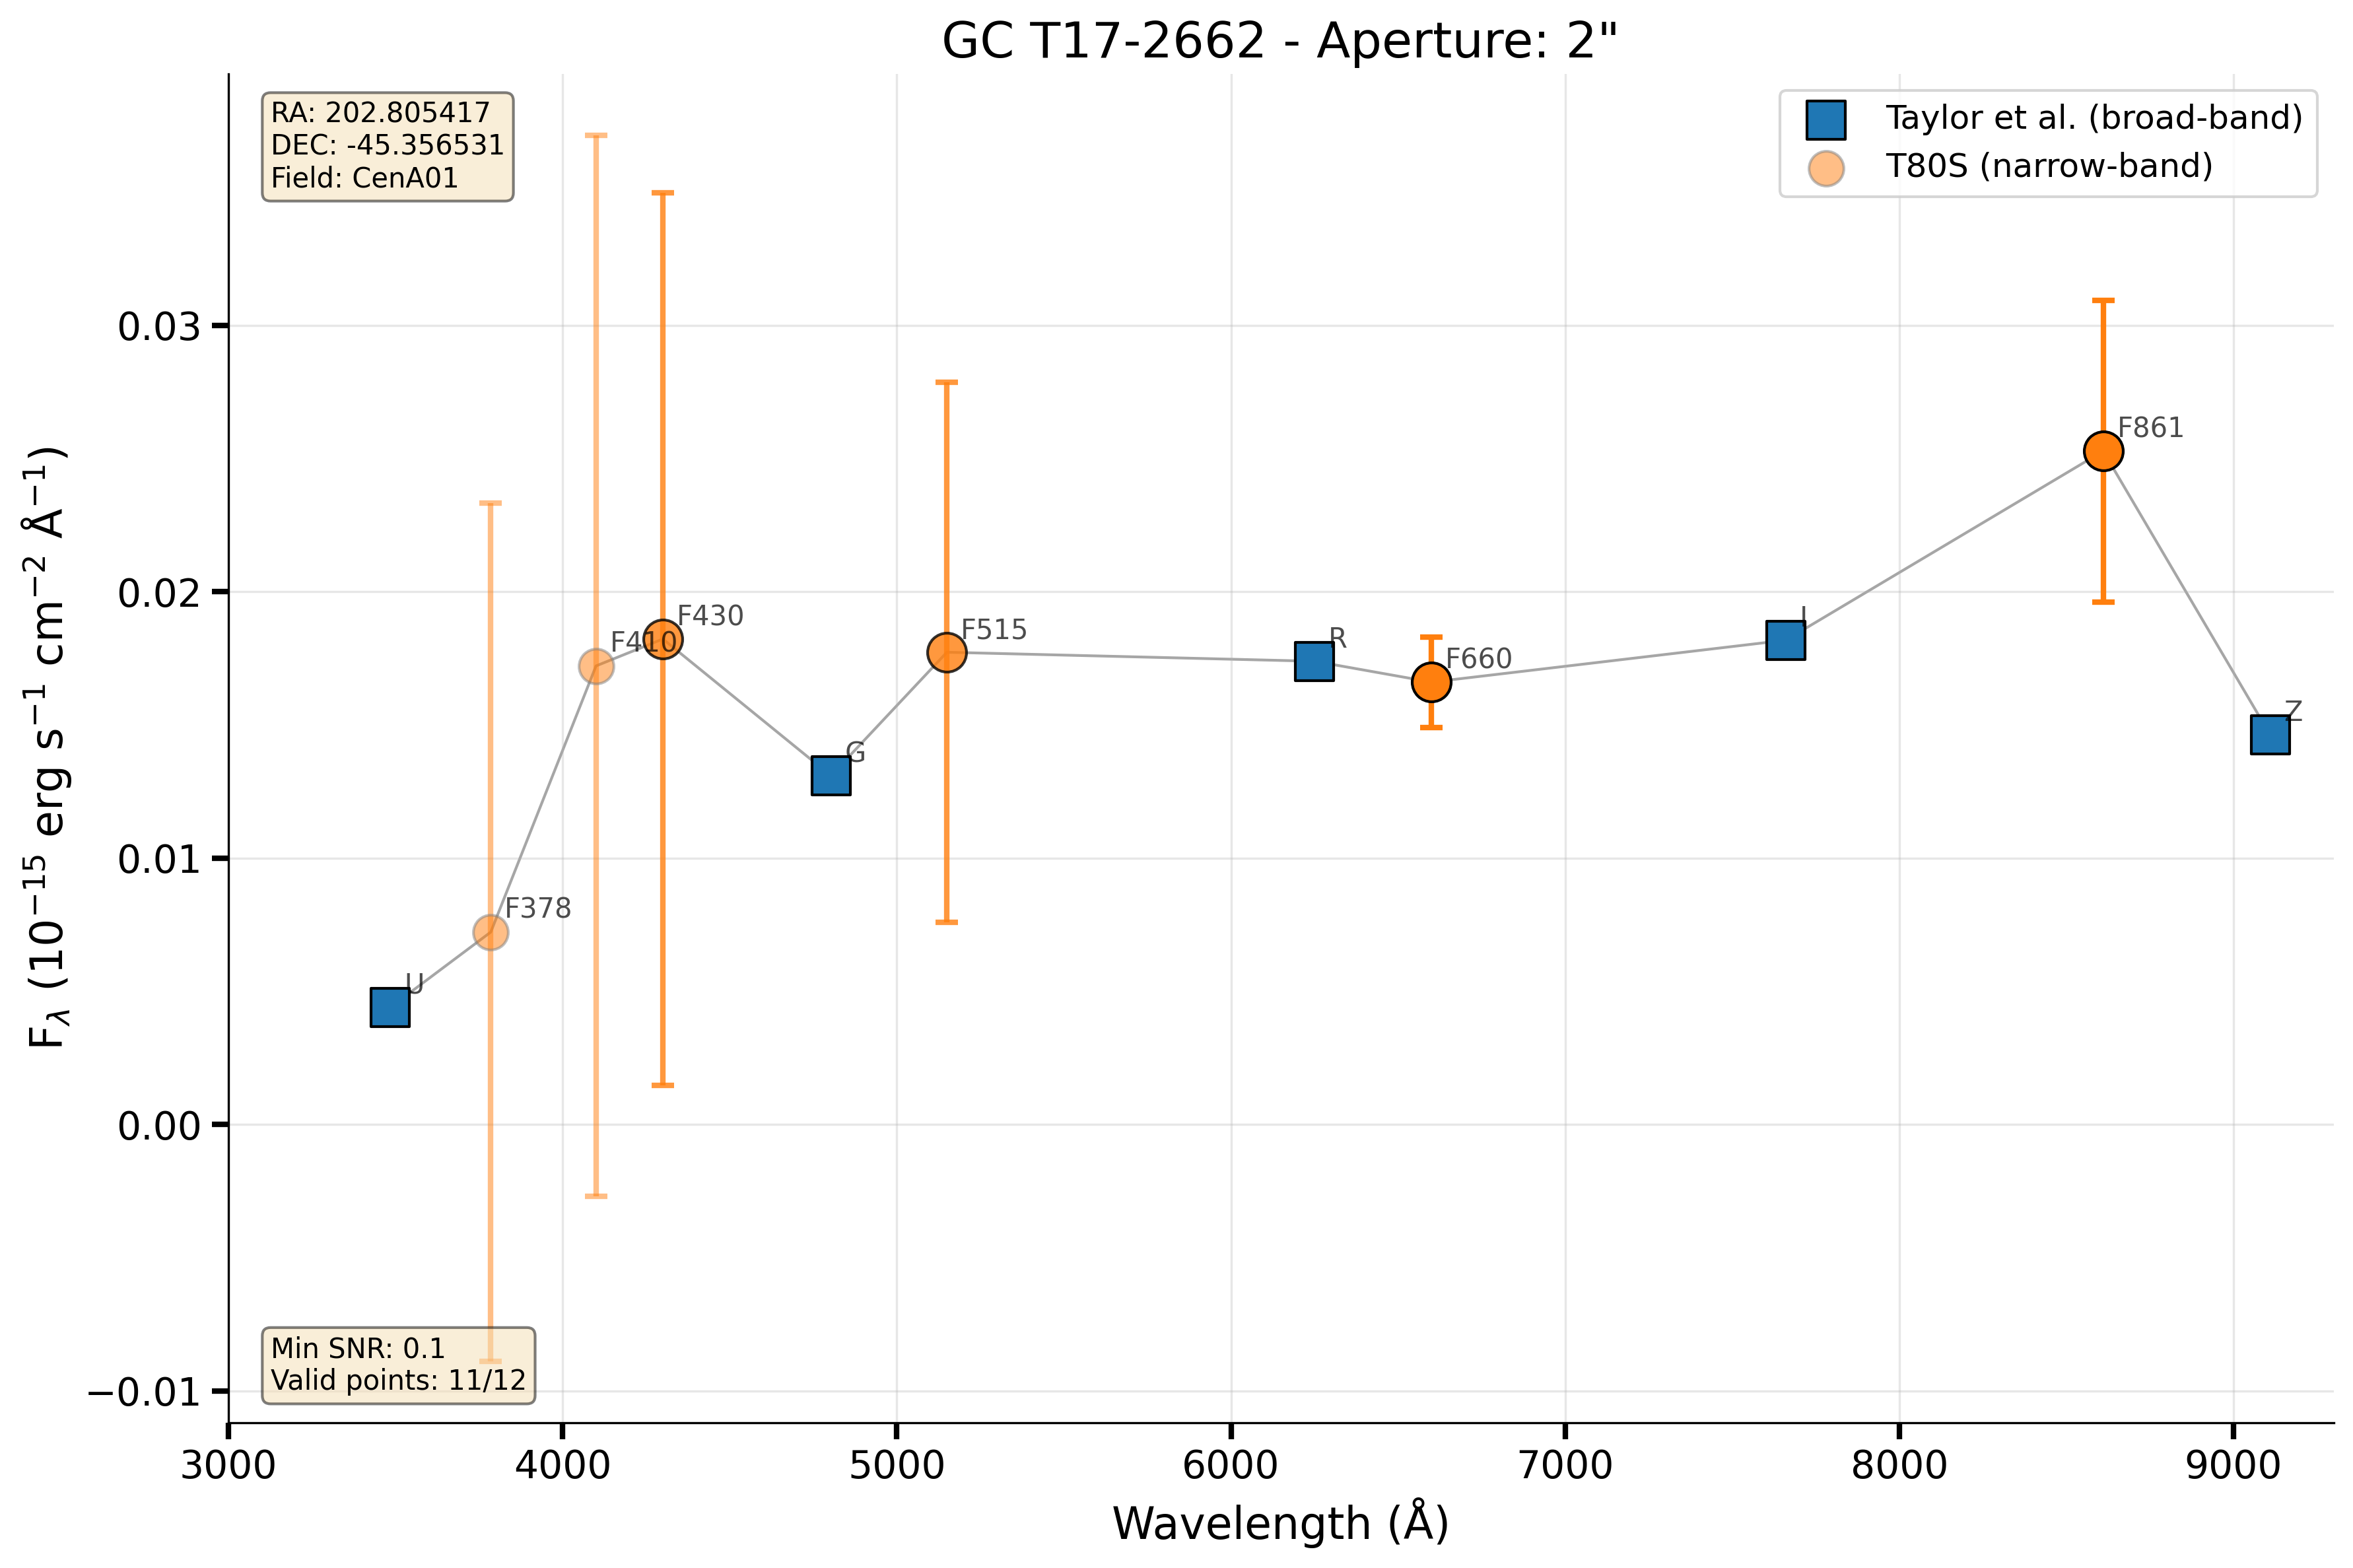 GC T17-2662 - Aperture: 2"
RA: 202.805417
DEC: -45.356531
Field: CenA01
Taylor et al. (broad-band)
T80S (narrow-band)
F861
0.03
F430
F410
F515
R
F660
I
0.02
Z
G
0.01
F378
U
0.00
−0.01
Min SNR: 0.1
Valid points: 11/12
F_λ (10^−15 erg s^−1 cm^−2 Å^−1)
3000 4000 5000 6000 7000 8000 9000
Wavelength (Å)